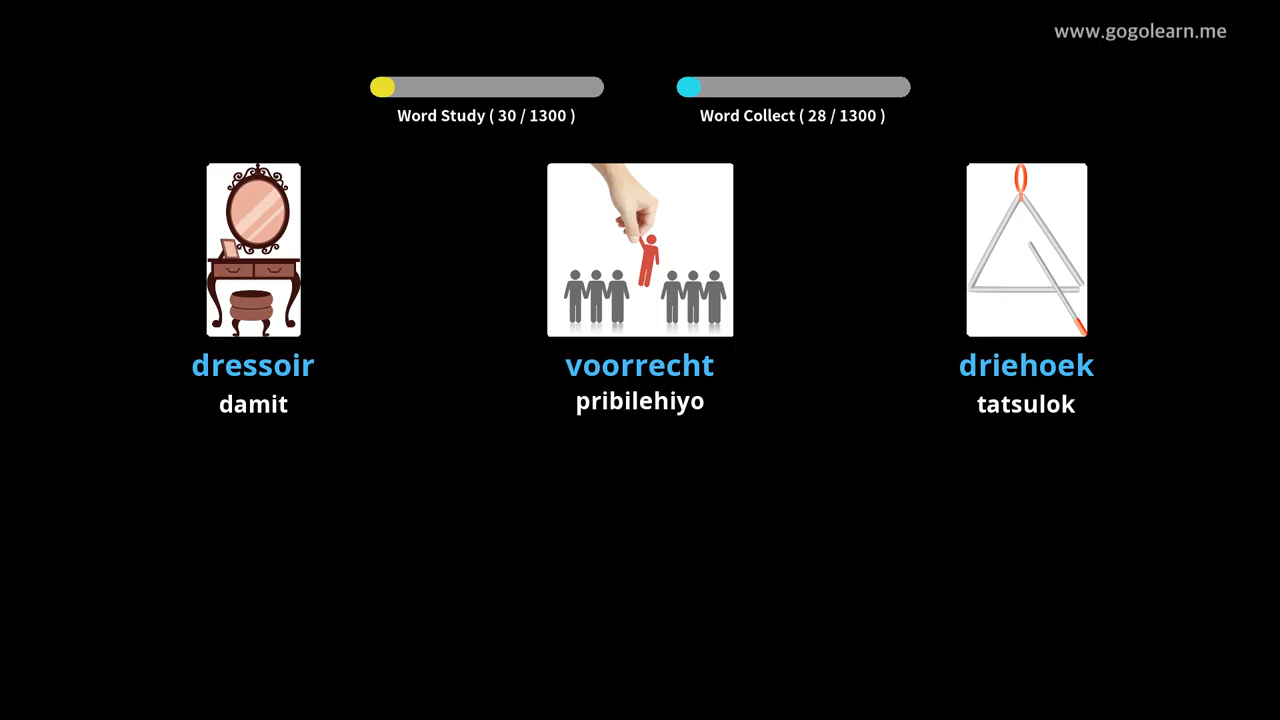 www.gogolearn.me
Word Study ( 30 / 1300 )
Word Collect ( 28 / 1300 )
dressoir
damit
voorrecht
pribilehiyo
driehoek
tatsulok